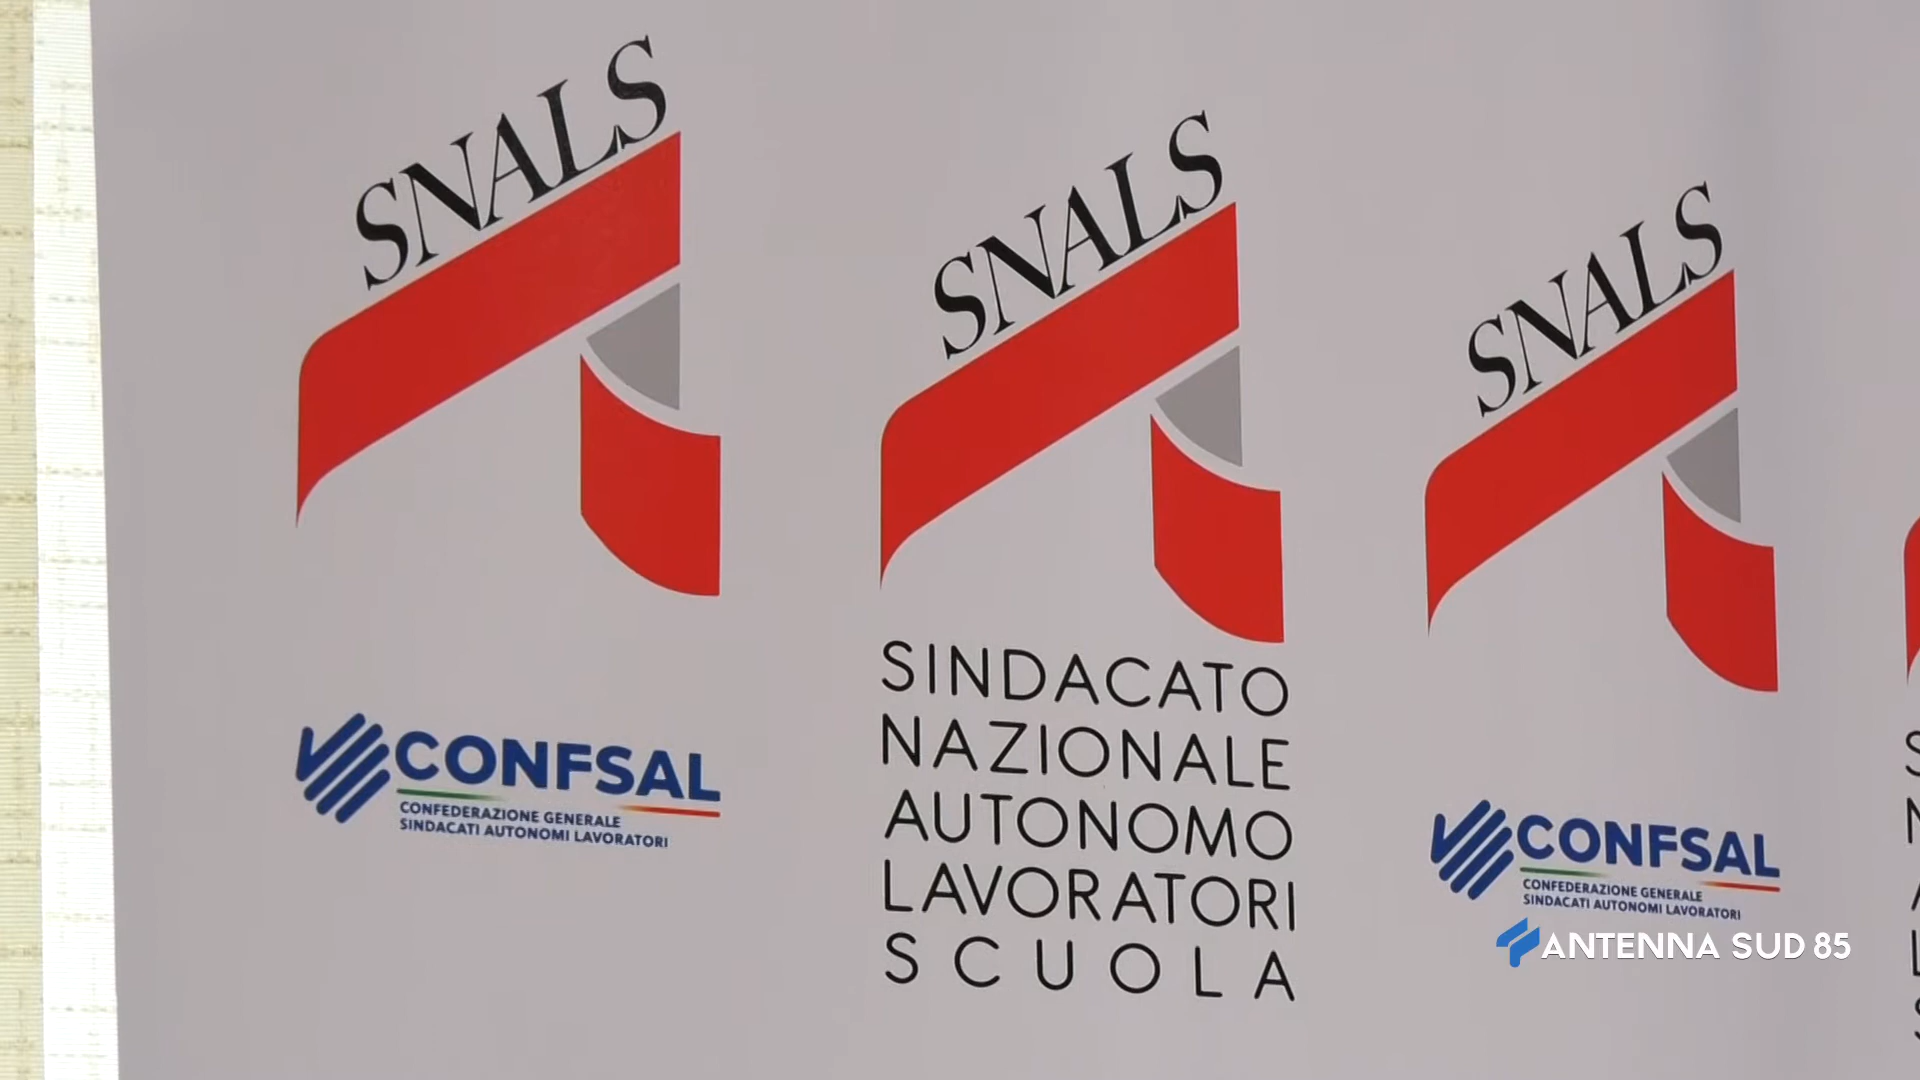 SNALS
CONFSAL
CONFEDERAZIONE GENERALE
SINDACATI AUTONOMI LAVORATORI
SNALS
SINDACATO
NAZIONALE
AUTONOMO
LAVORATORI
SCUOLA
SNALS
CONFSAL
CONFEDERAZIONE GENERALE
SINDACATI AUTONOMI LAVORATORI
ANTENNA SUD 85